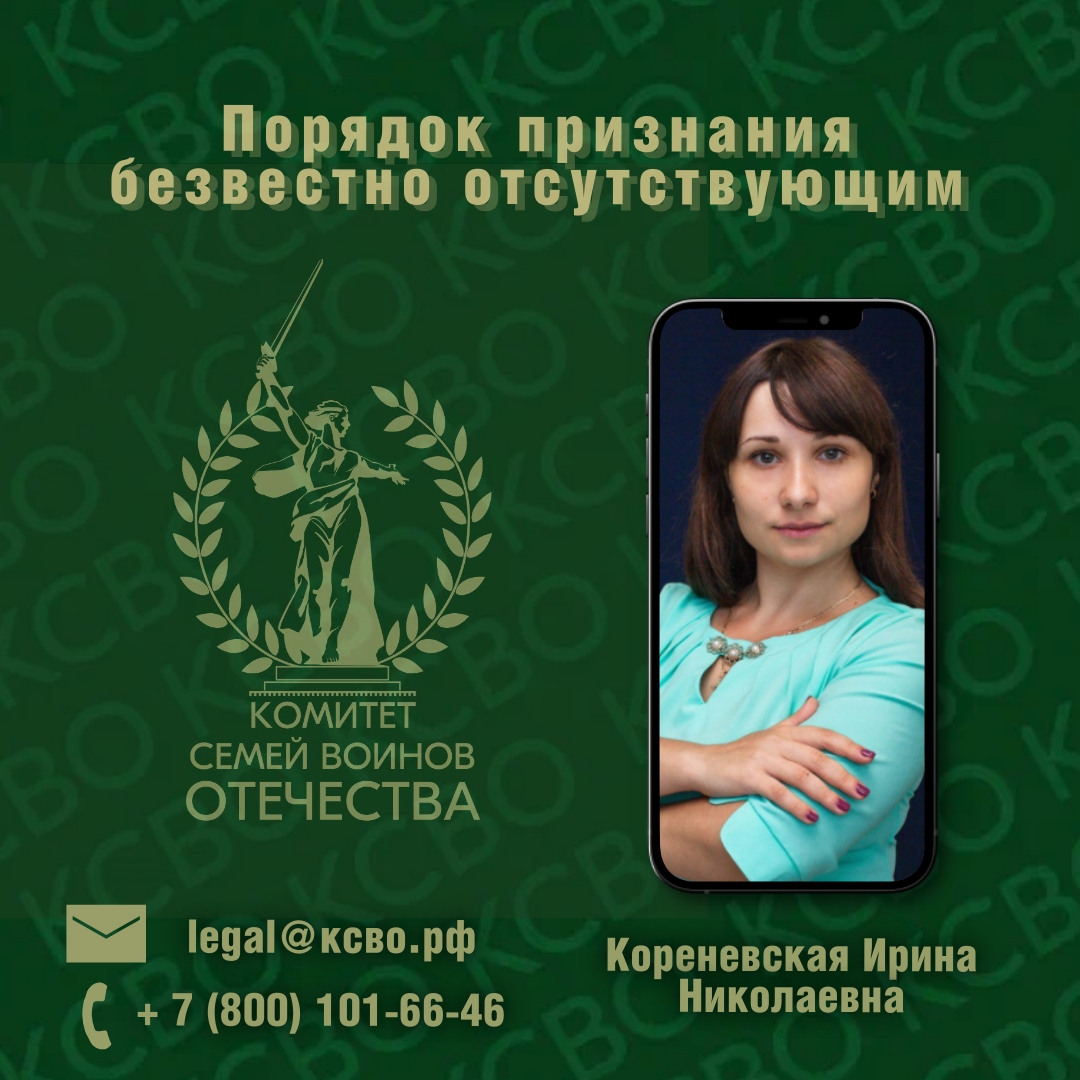 Порядок признания
безвестно отсутствующим
КОМИТЕТ
СЕМЕЙ ВОИНОВ
ОТЕЧЕСТВА
legal@ксво.рф
+ 7 (800) 101-66-46
Кореневская Ирина
Николаевна
КСВО